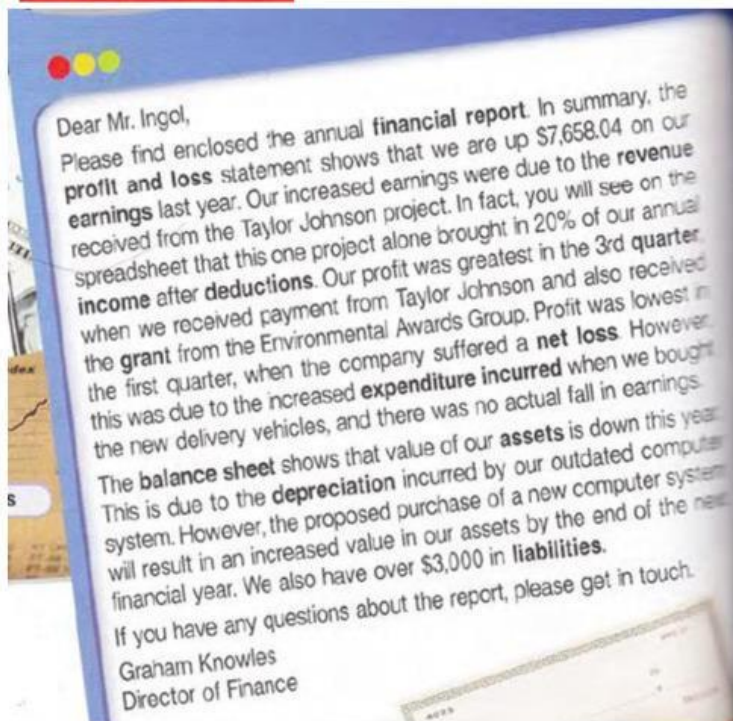 Dear Mr. Ingol,
Please find enclosed the annual financial report. In summary, the
profit and loss statement shows that we are up $7,658.04 on our
earnings last year. Our increased earnings were due to the revenue
received from the Taylor Johnson project. In fact, you will see on the
spreadsheet that this one project alone brought in 20% of our annual
income after deductions. Our profit was greatest in the 3rd quarter,
when we received payment from Taylor Johnson and also received
the grant from the Environmental Awards Group. Profit was lowest in
the first quarter, when the company suffered a net loss. However,
this was due to the increased expenditure incurred when we bought
the new delivery vehicles, and there was no actual fall in earnings.
The balance sheet shows that value of our assets is down this year.
This is due to the depreciation incurred by our outdated computer
system. However, the proposed purchase of a new computer system
will result in an increased value in our assets by the end of the next
financial year. We also have over $3,000 in liabilities.
If you have any questions about the report, please get in touch.
Graham Knowles
Director of Finance